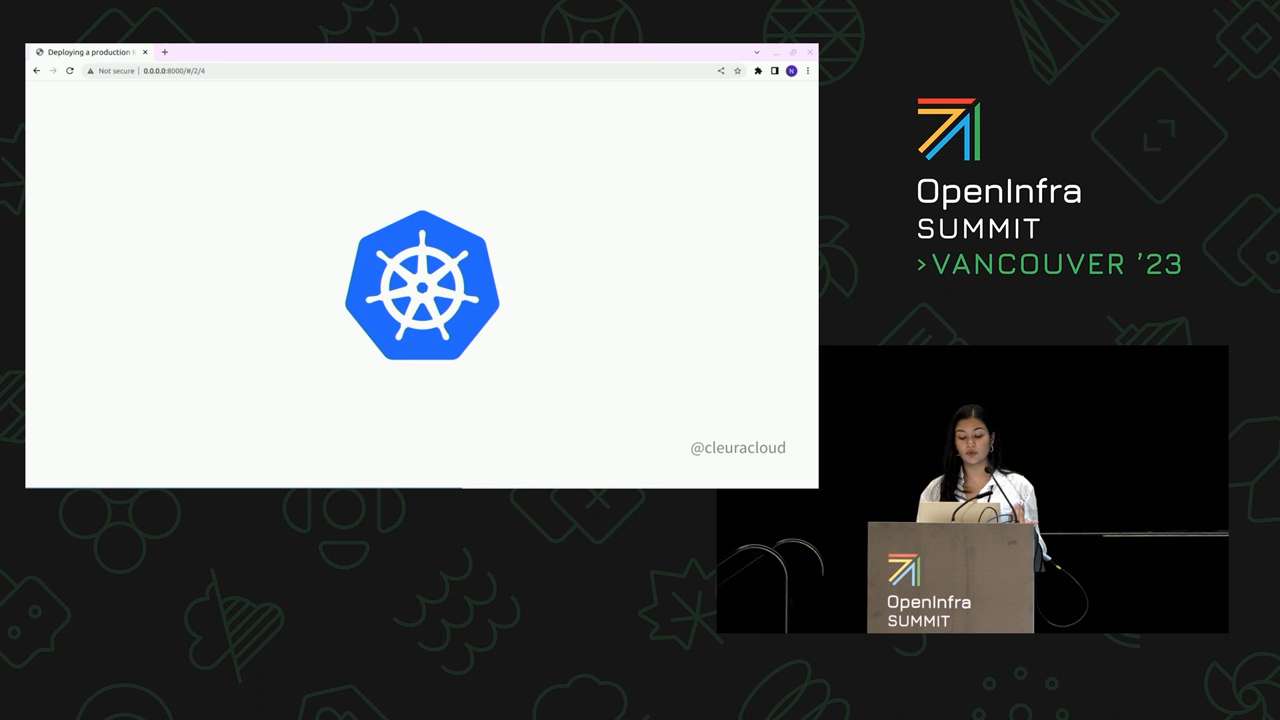 Deploying a production
Not secure
0.0.0.0:8000/#/2/4
N
@cleuracloud
OpenInfra
SUMMIT
>VANCOUVER '23
OpenInfra
SUMMIT